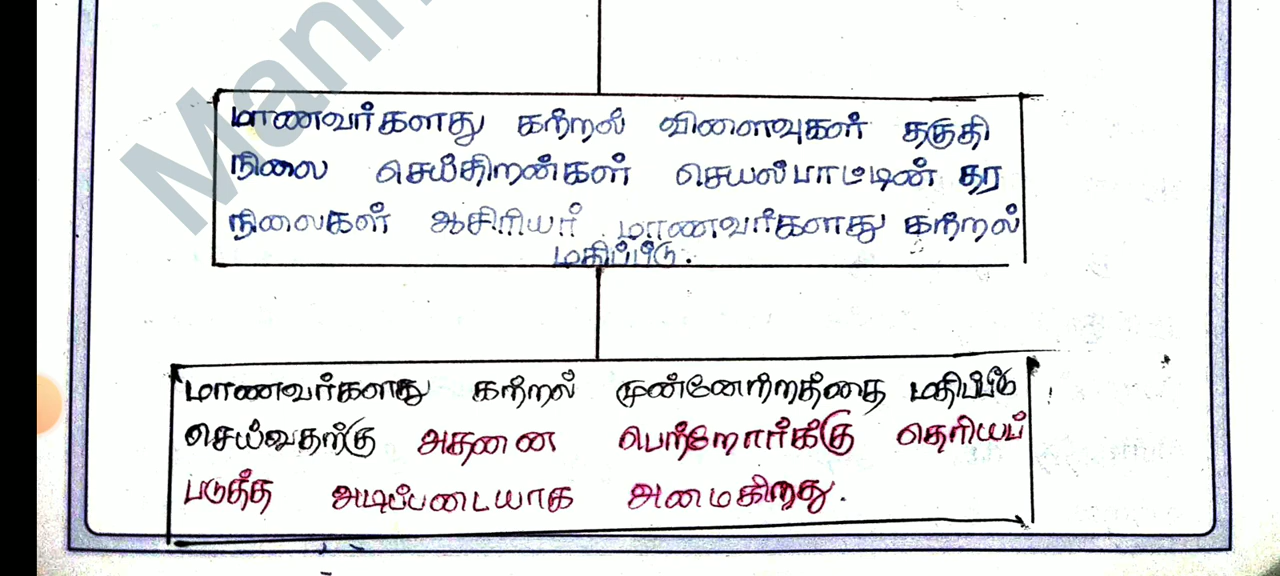 Mann
மாணவர்களது கற்றல் விளைவுகள் தகுதி
நிலை செய்திறன்கள் செயல்பாட்டின் தர
நிலைகள் ஆசிரியர் மாணவர்களது கற்றல்
மதிப்பீடு.
மாணவர்களது கற்றல் முன்னேற்றத்தை மதிப்பீடு
செய்வதற்கு அதனை பெற்றோர்க்கு தெரியப்
படுத்த அடிப்படையாக அமைகிறது.